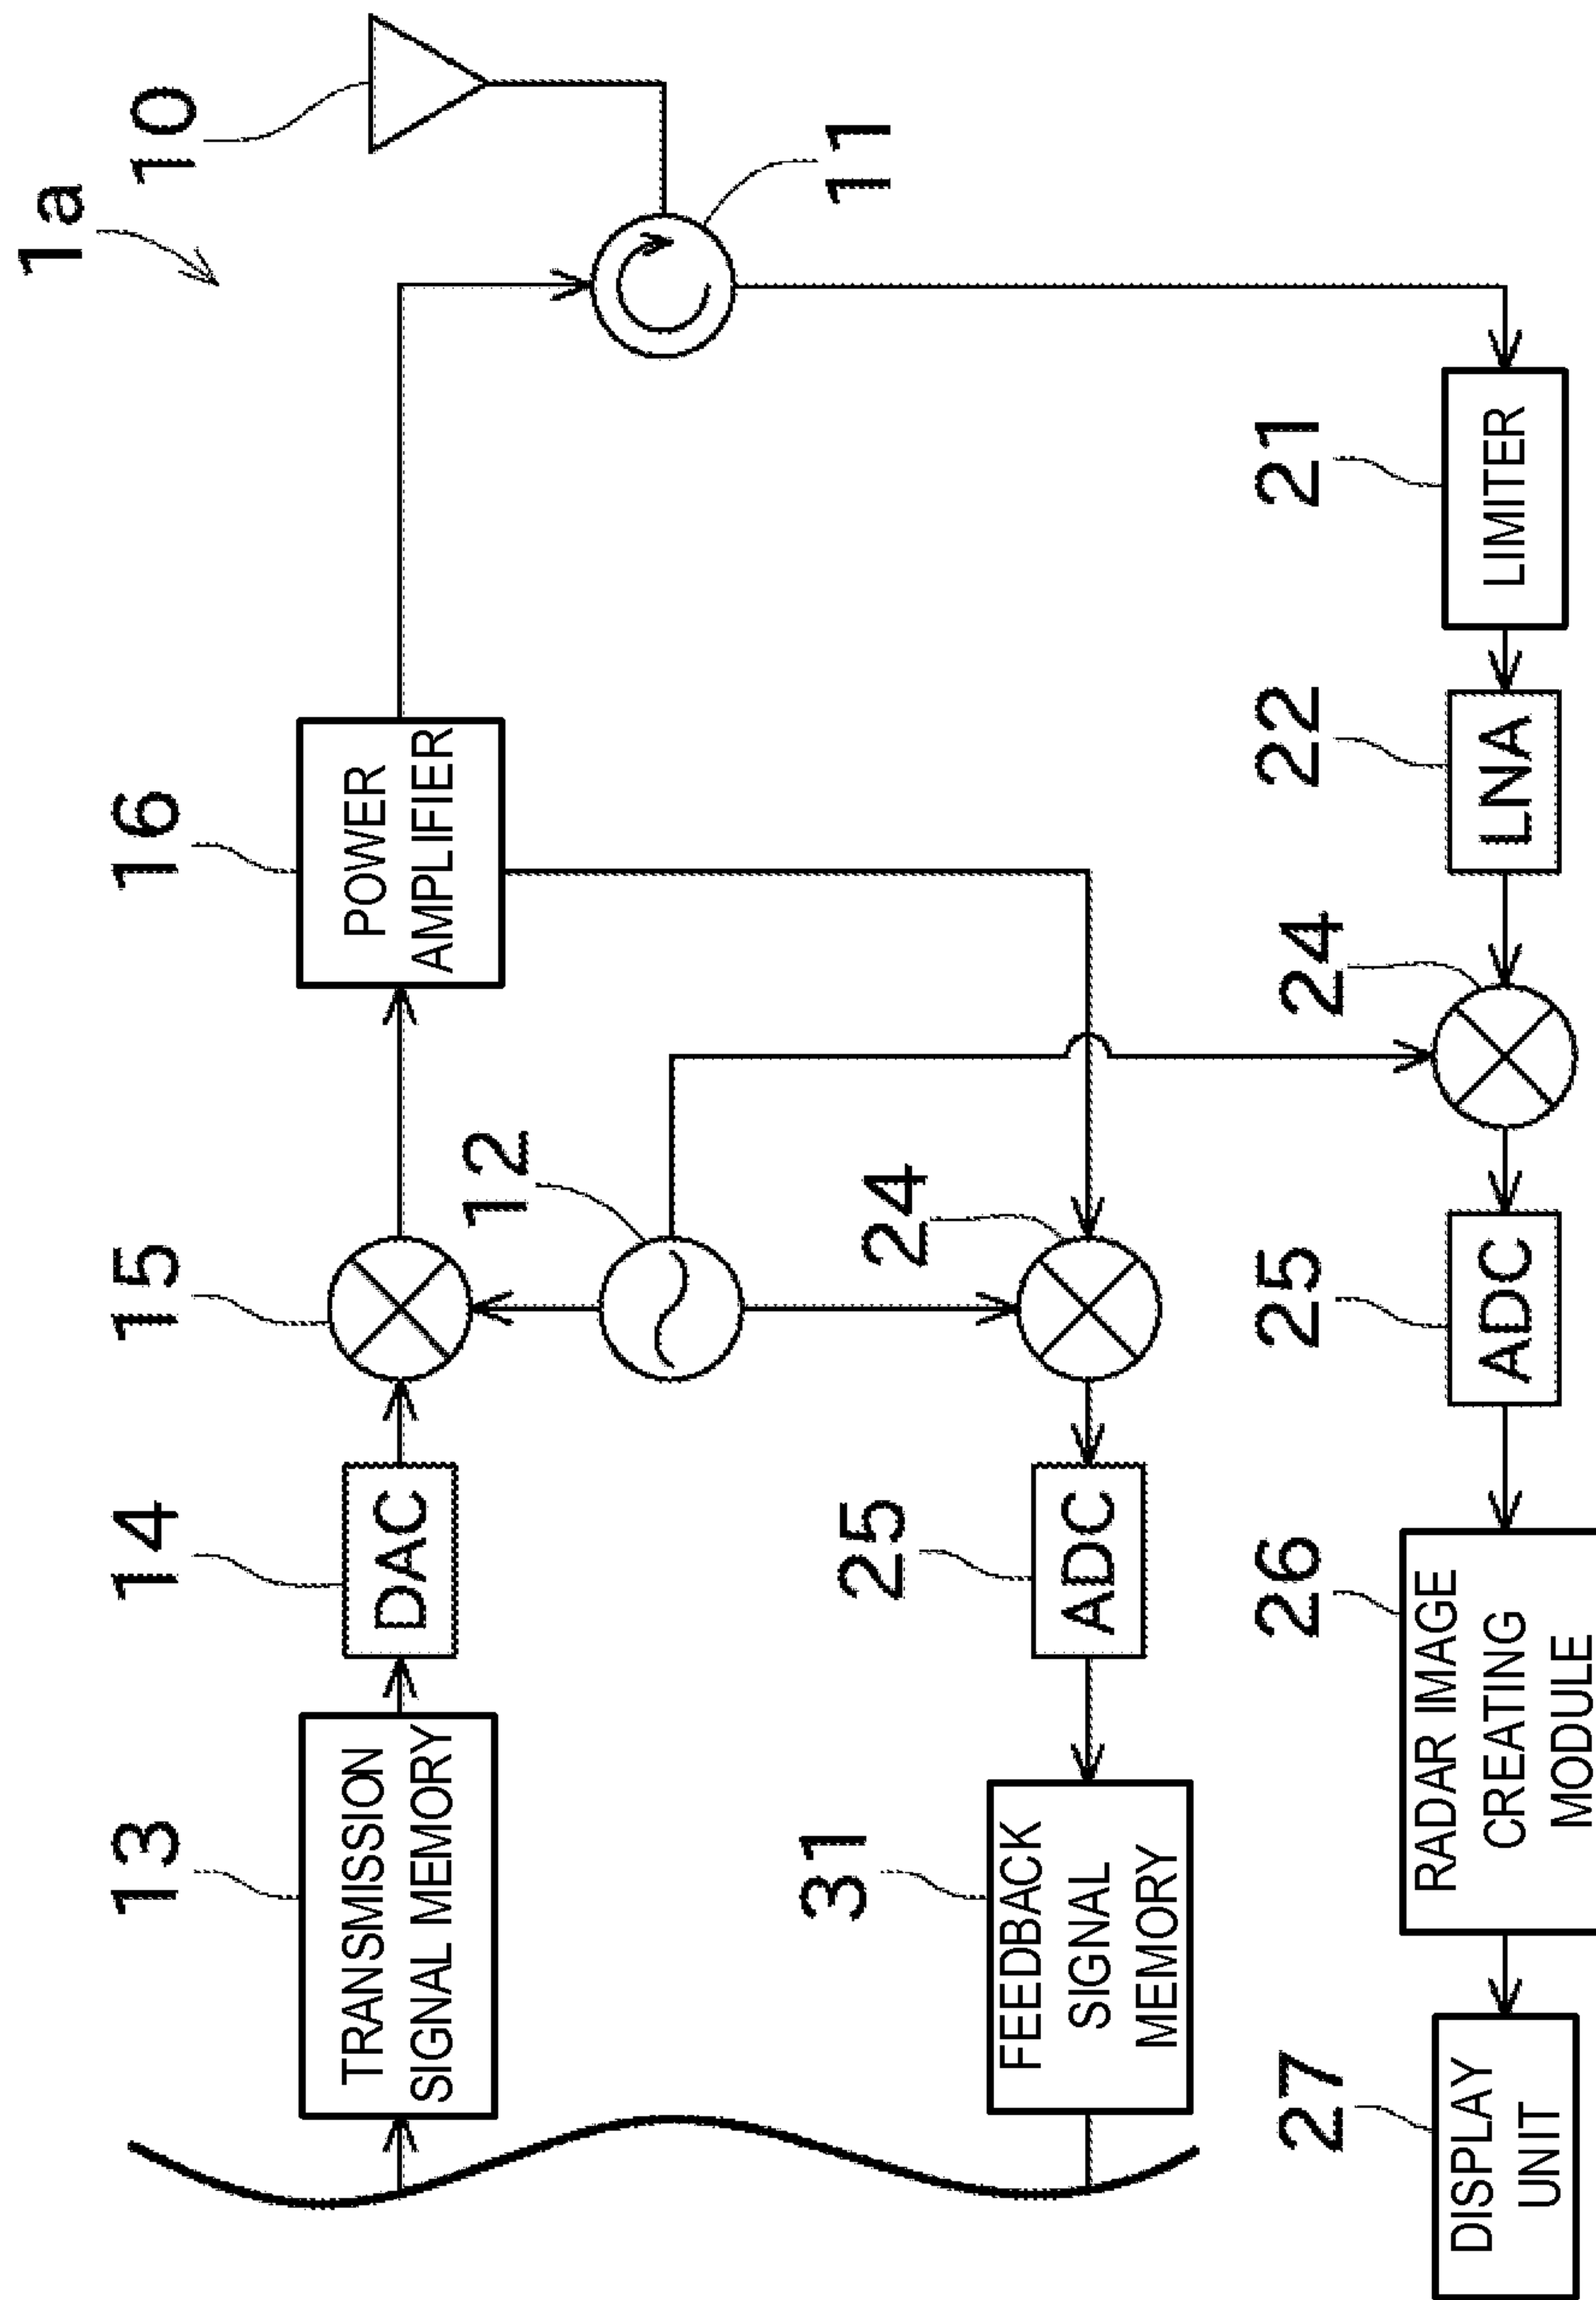 1a
10
13
14
15
16
TRANSMISSION
SIGNAL MEMORY
DAC
POWER
AMPLIFIER
12
11
31
25
24
FEEDBACK
SIGNAL
MEMORY
ADC
27
26
25
24
22
21
DISPLAY
UNIT
RADAR IMAGE
CREATING
MODULE
ADC
LNA
LIMITER